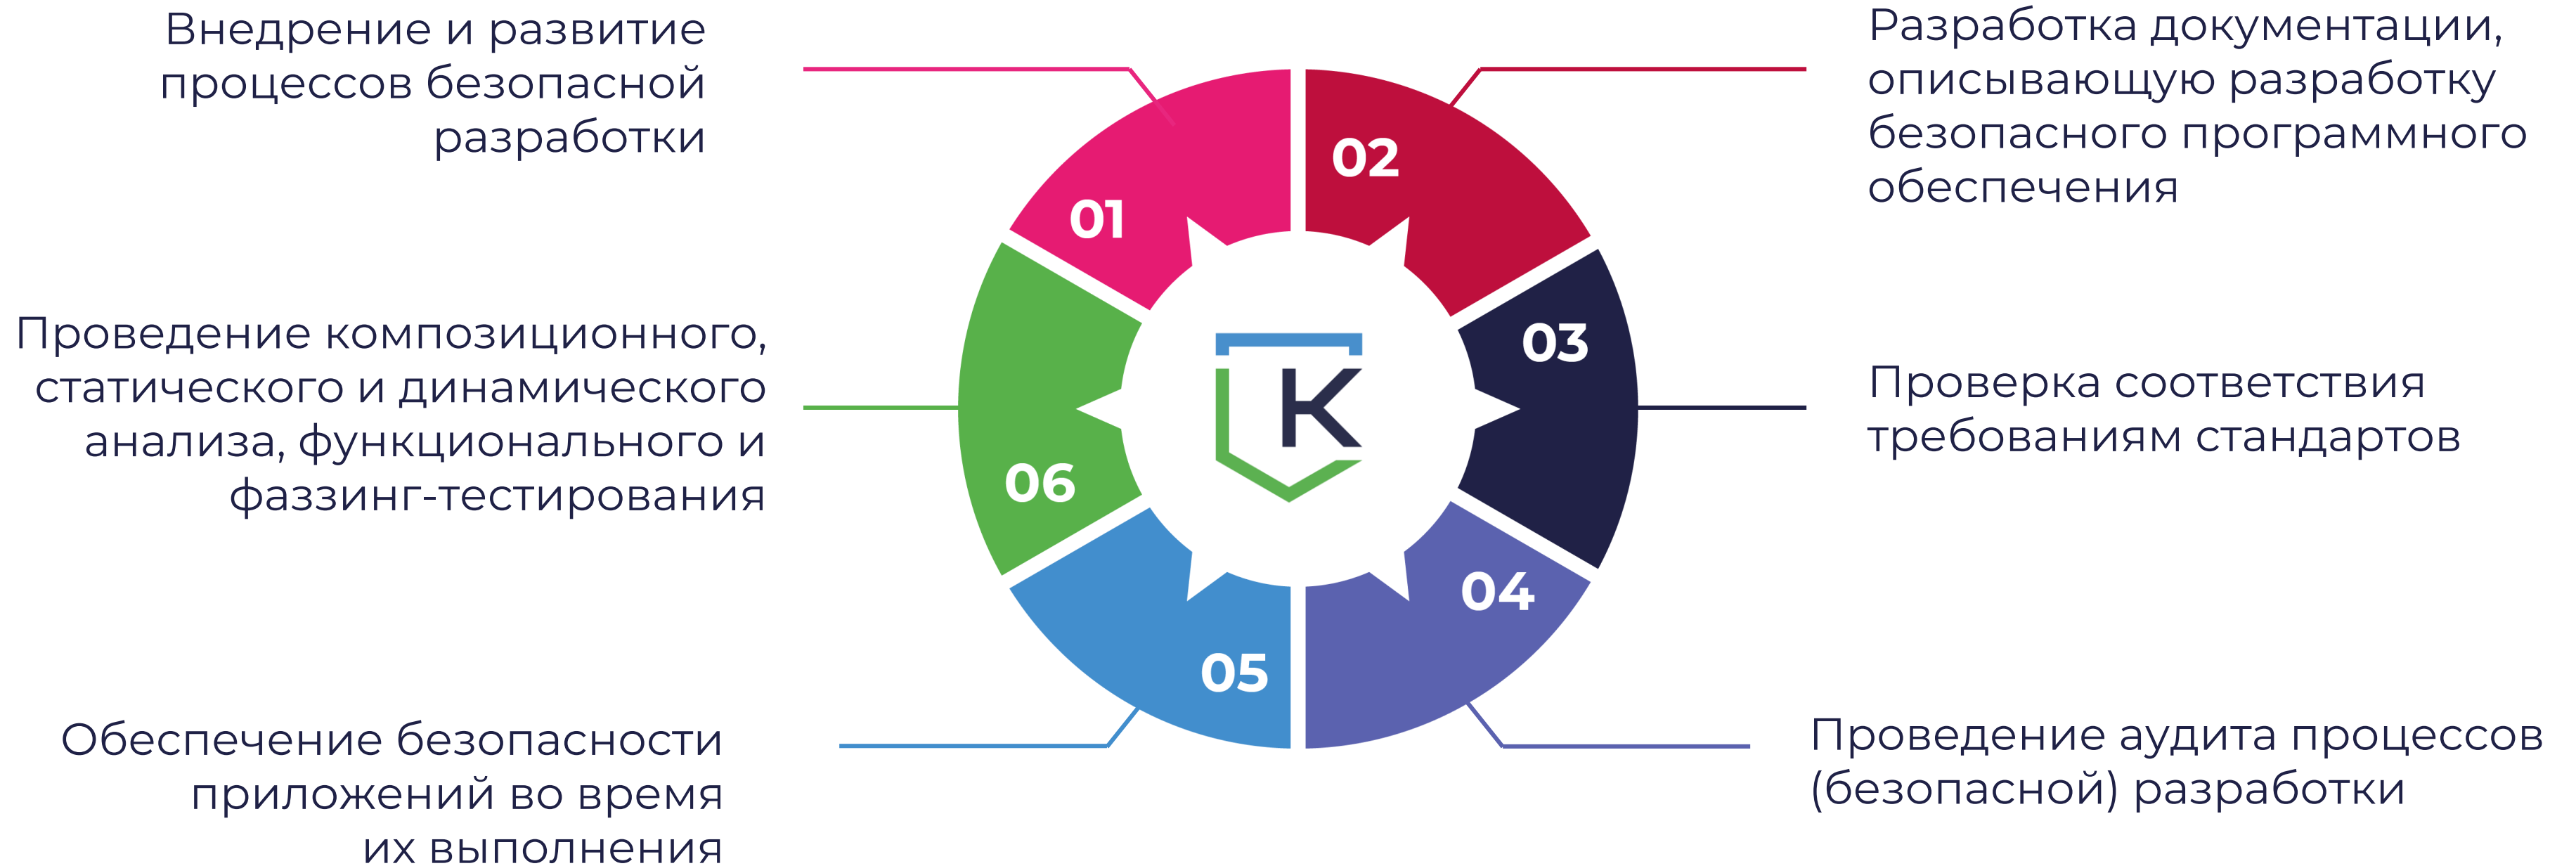 Внедрение и развитие
процессов безопасной
разработки
01
Разработка документации,
описывающую разработку
безопасного программного
обеспечения
02
Проверка соответствия
требованиям стандартов
03
Проведение аудита процессов
(безопасной) разработки
04
Обеспечение безопасности
приложений во время
их выполнения
05
Проведение композиционного,
статического и динамического
анализа, функционального и
фаззинг-тестирования
06
K